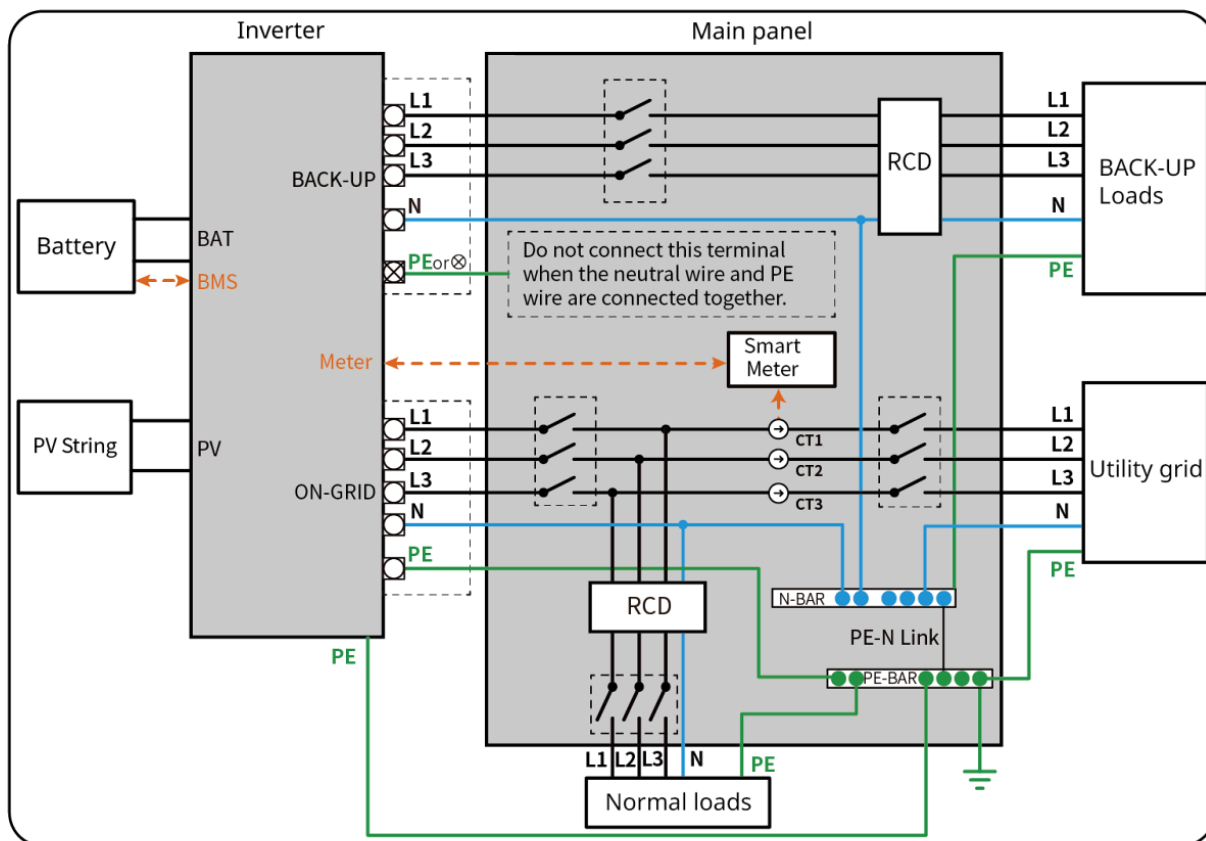 Inverter
Main panel
L1
L2
L3
BACK-UP
N
PEor⊗
RCD
L1
L2
L3
N
PE
BACK-UP
Loads
Battery
BAT
BMS
Do not connect this terminal
when the neutral wire and PE
wire are connected together.
Meter
Smart
Meter
PV String
PV
L1
L2
L3
ON-GRID
N
PE
CT1
CT2
CT3
L1
L2
L3
N
PE
Utility grid
RCD
N-BAR
PE-N Link
PE-BAR
PE
L1 L2 L3 N PE
Normal loads